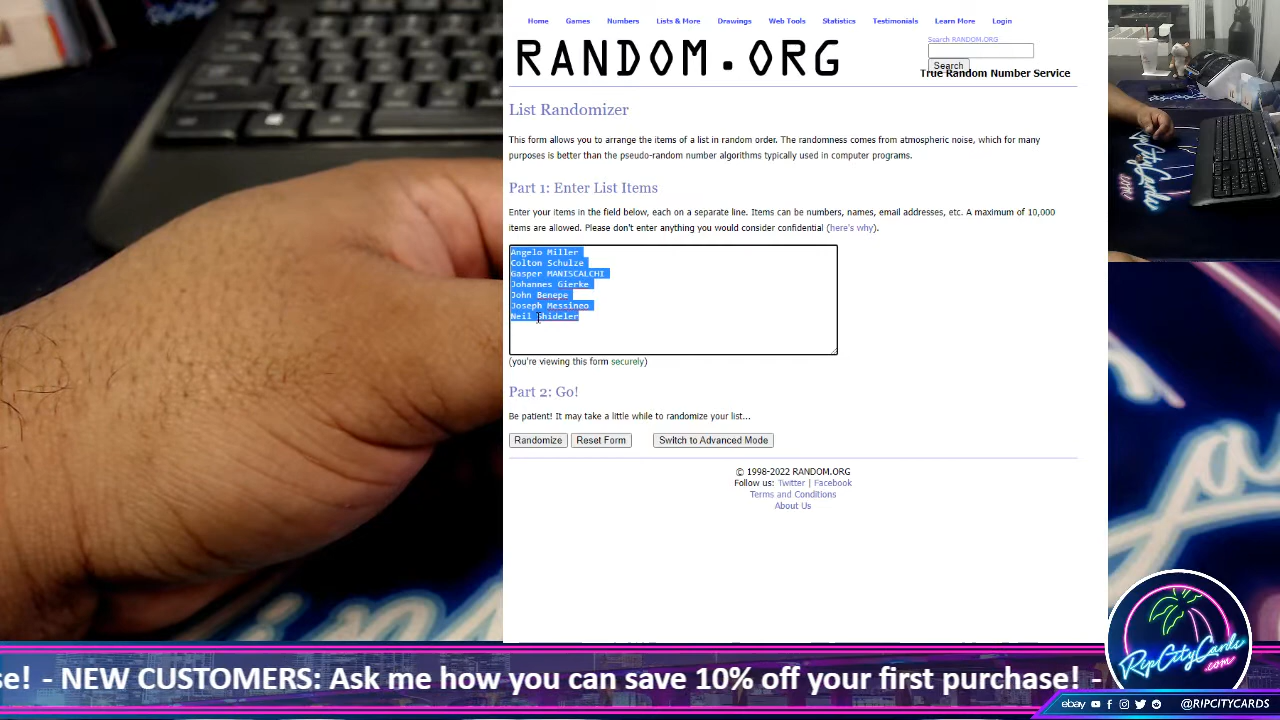 Home Games Numbers Lists & More Drawings Web Tools Statistics Testimonials Learn More Login
RANDOM.ORG
Search RANDOM.ORG
Search
True Random Number Service
List Randomizer
This form allows you to arrange the items of a list in random order. The randomness comes from atmospheric noise, which for many
purposes is better than the pseudo-random number algorithms typically used in computer programs.
Part 1: Enter List Items
Enter your items in the field below, each on a separate line. Items can be numbers, names, email addresses, etc. A maximum of 10,000
items are allowed. Please don't enter anything you would consider confidential (here's why).
Angelo Miller
Colton Schulze
Gasper MANISCALCHI
Johannes Gierke
John Benepe
Joseph Messineo
Neil Shideler
(you're viewing this form securely)
Part 2: Go!
Be patient! It may take a little while to randomize your list...
Randomize Reset Form Switch to Advanced Mode
© 1998-2022 RANDOM.ORG
Follow us: Twitter | Facebook
Terms and Conditions
About Us
RipCityCards
.com
se! - NEW CUSTOMERS: Ask me how you can save 10% off your first purchase! -
ebay @RIPCITYCARDS